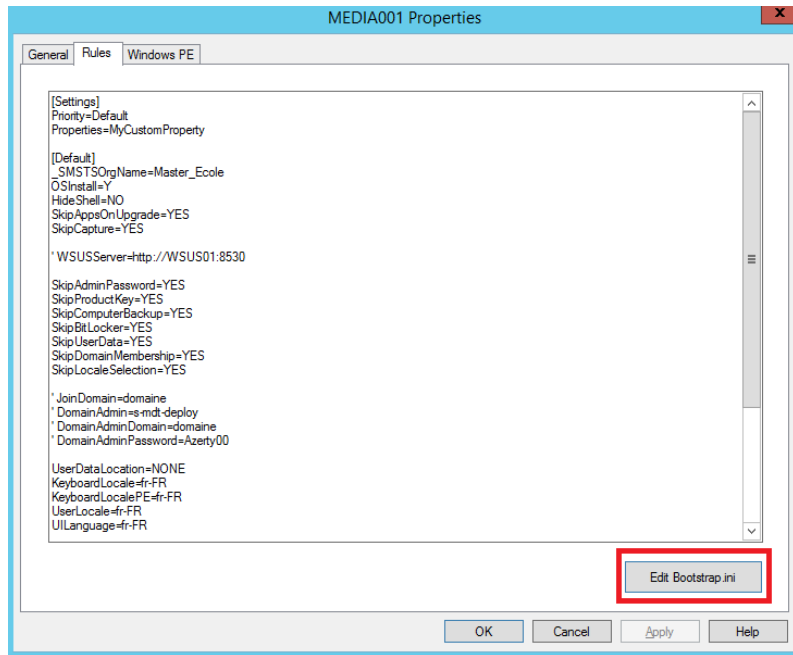 MEDIA001 Properties
x
General Rules Windows PE
[Settings]
Priority=Default
Properties=MyCustomProperty
[Default]
_SMSTSOrgName=Master_Ecole
OSInstall=Y
HideShell=NO
SkipAppsOnUpgrade=YES
SkipCapture=YES
' WSUSServer=http://WSUS01:8530
SkipAdminPassword=YES
SkipProductKey=YES
SkipComputerBackup=YES
SkipBitLocker=YES
SkipUserData=YES
SkipDomainMembership=YES
SkipLocaleSelection=YES
' JoinDomain=domaine
' DomainAdmin=s-mdt-deploy
' DomainAdminDomain=domaine
' DomainAdminPassword=Azerty00
UserDataLocation=NONE
KeyboardLocale=fr-FR
KeyboardLocalePE=fr-FR
UserLocale=fr-FR
UILanguage=fr-FR
Edit Bootstrap.ini
OK Cancel Apply Help